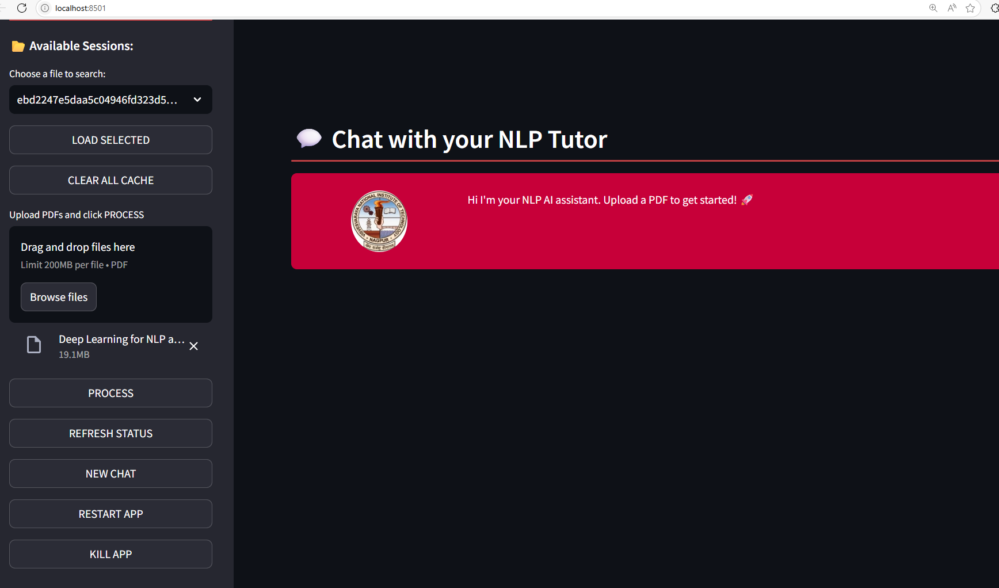 localhost:8501
Available Sessions:
Choose a file to search:
ebd2247e5daa5c04946fd323d5...
LOAD SELECTED
CLEAR ALL CACHE
Upload PDFs and click PROCESS
Drag and drop files here
Limit 200MB per file • PDF
Browse files
Deep Learning for NLP a...
19.1MB
PROCESS
REFRESH STATUS
NEW CHAT
RESTART APP
KILL APP
Chat with your NLP Tutor
VISVESVARAYA NATIONAL INSTITUTE OF TECHNOLOGY
NAGPUR
Hi I'm your NLP AI assistant. Upload a PDF to get started! 🚀